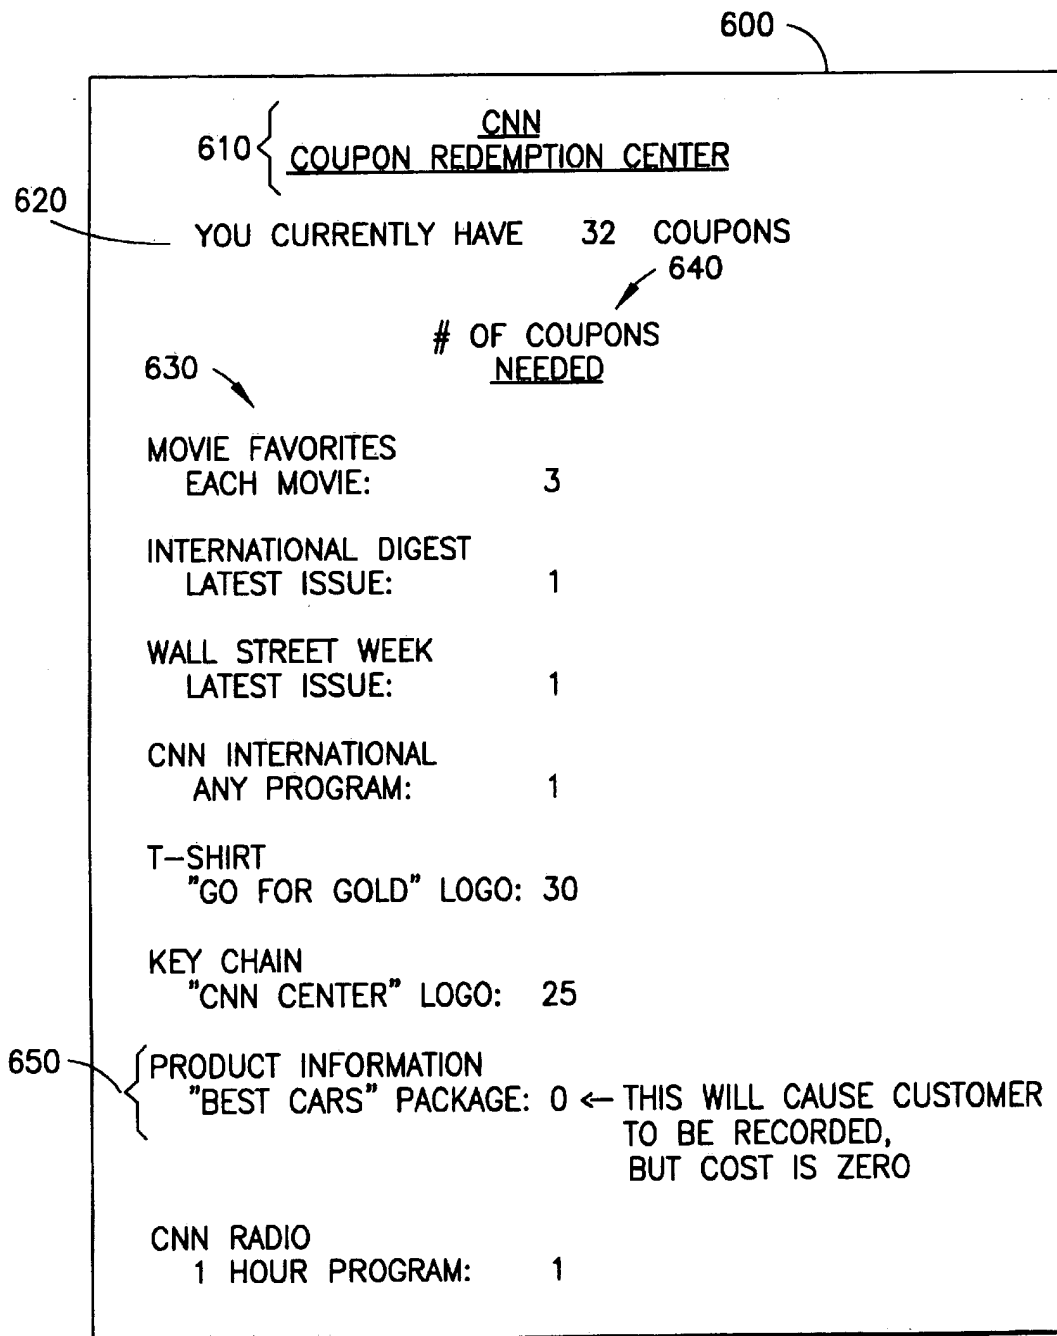 600
610 CNN
COUPON REDEMPTION CENTER
620
YOU CURRENTLY HAVE 32 COUPONS
640
# OF COUPONS
NEEDED
630
MOVIE FAVORITES
EACH MOVIE: 3
INTERNATIONAL DIGEST
LATEST ISSUE: 1
WALL STREET WEEK
LATEST ISSUE: 1
CNN INTERNATIONAL
ANY PROGRAM: 1
T-SHIRT
"GO FOR GOLD" LOGO: 30
KEY CHAIN
"CNN CENTER" LOGO: 25
650 PRODUCT INFORMATION
"BEST CARS" PACKAGE: 0 ← THIS WILL CAUSE CUSTOMER
TO BE RECORDED,
BUT COST IS ZERO
CNN RADIO
1 HOUR PROGRAM: 1